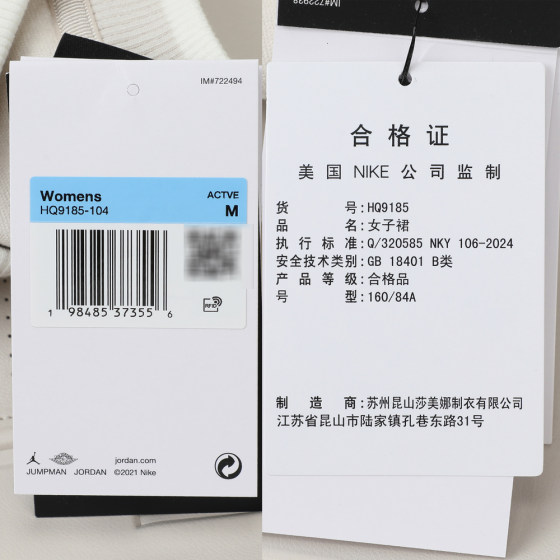 IM#722494
Womens
HQ9185-104
ACTVE
M
1 98485 37355 6
RFID
JUMPMAN JORDAN
jordan.com
©2021 Nike
M
IM#722938
合格证
美国 NIKE 公司监制
货号:HQ9185
品名:女子裙
执行标准:Q/320585 NKY 106-2024
安全技术类别:GB 18401 B类
产品等级:合格品
号型:160/84A
制造商:苏州昆山莎美娜制衣有限公司
江苏省昆山市陆家镇孔巷东路31号